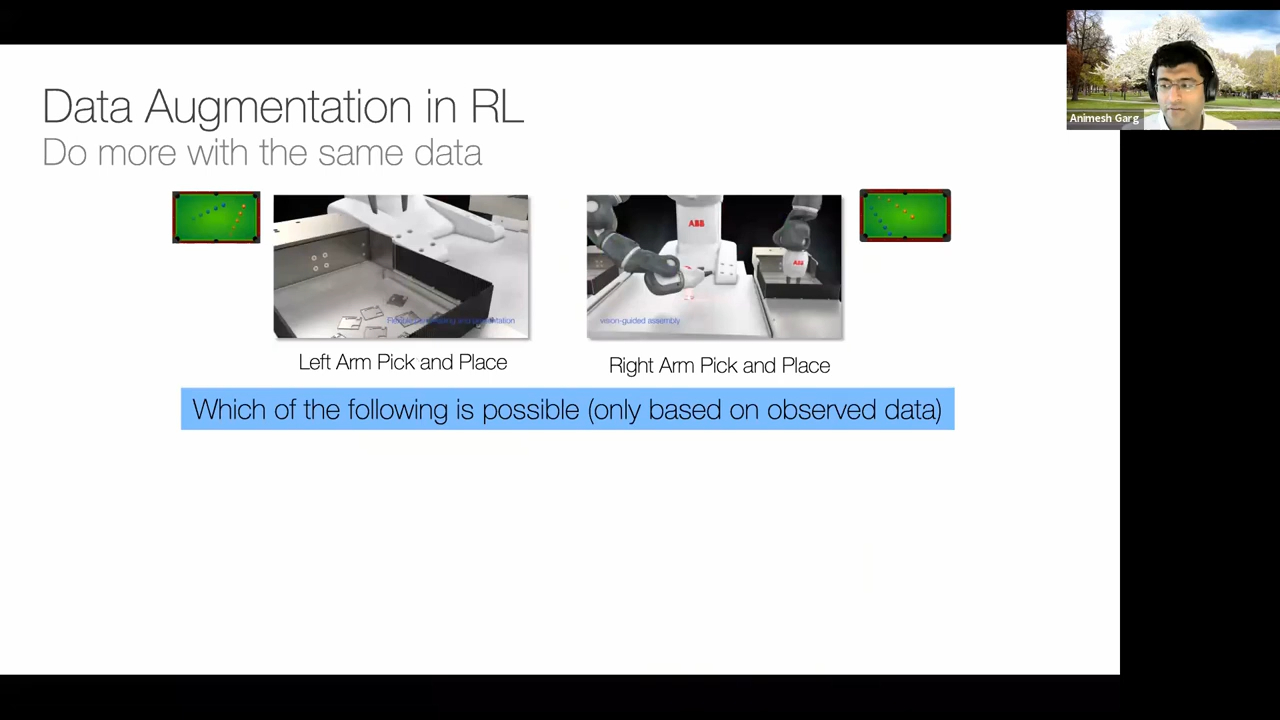 Data Augmentation in RL
Do more with the same data
Animesh Garg
ABB
ABB
vision-guided assembly
Left Arm Pick and Place
Right Arm Pick and Place
Which of the following is possible (only based on observed data)